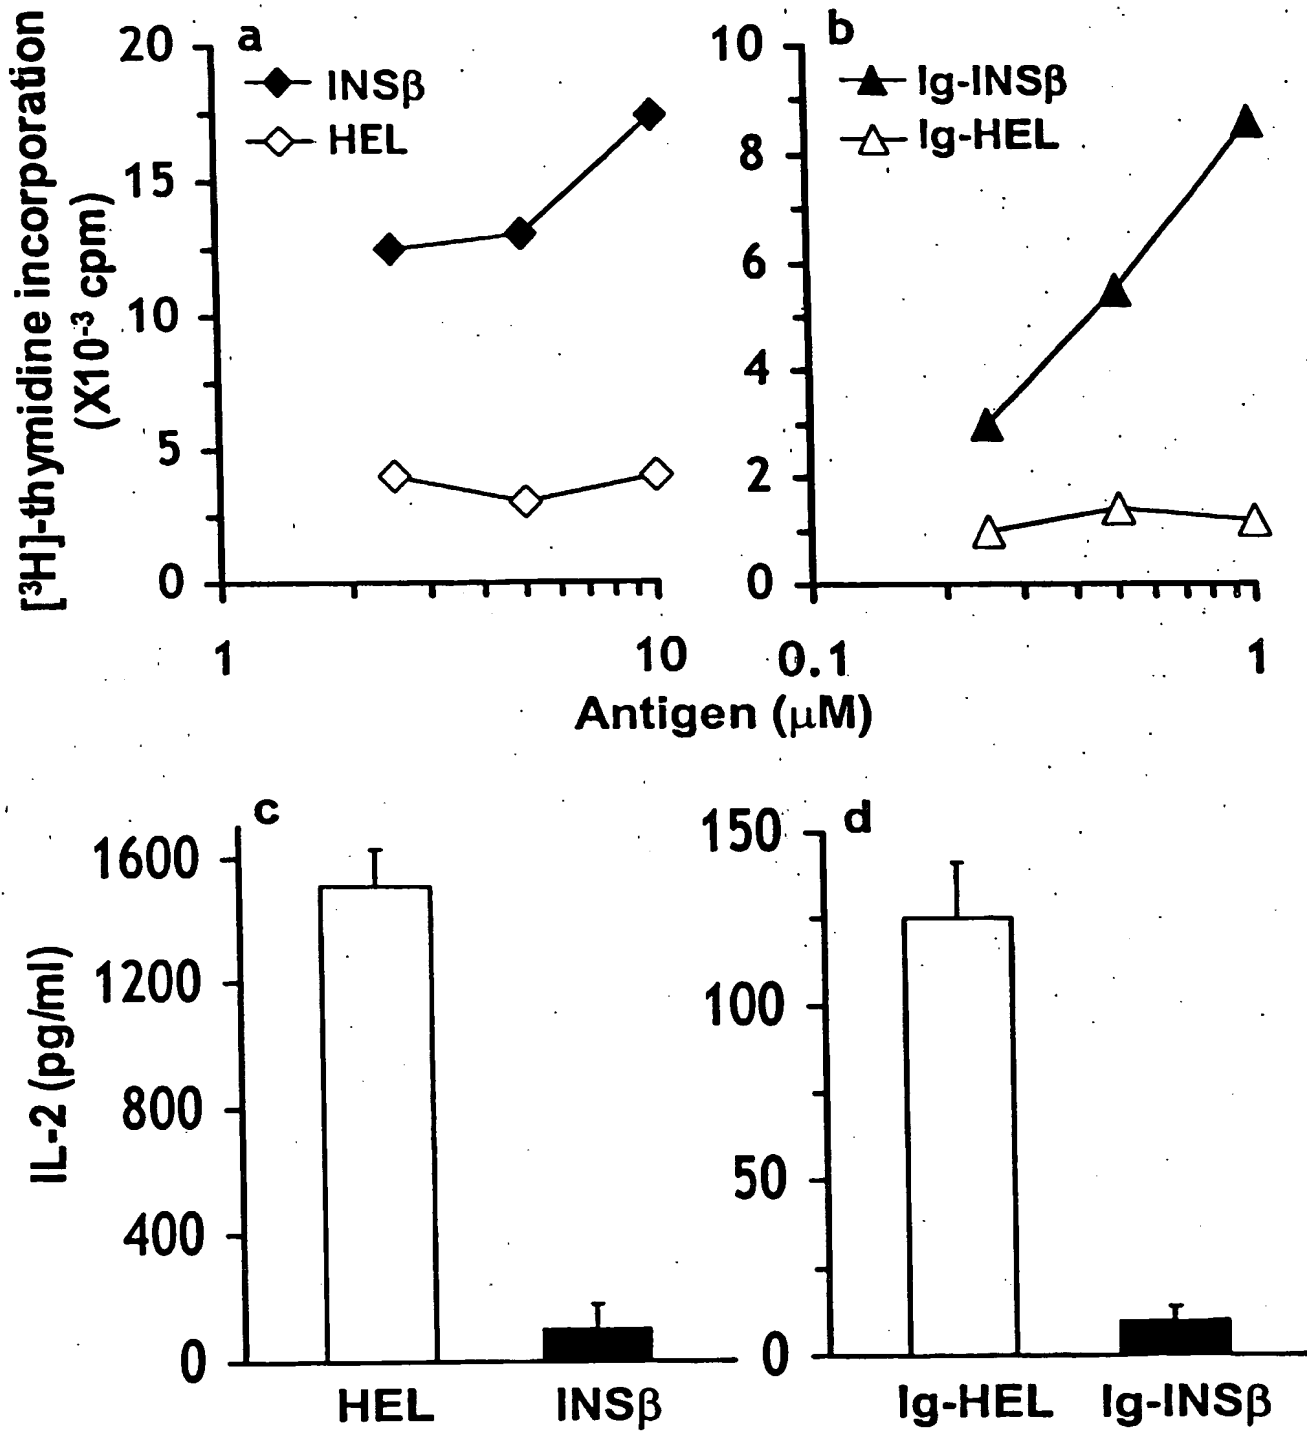 [³H]-thymidine incorporation
(X10⁻³ cpm)
a
20
15
10
5
0
INSβ
HEL
1
10
b
10
8
6
4
2
0
Ig-INSβ
Ig-HEL
0.1
1
Antigen (μM)
IL-2 (pg/ml)
c
1600
1200
800
400
0
HEL
INSβ
d
150
100
50
0
Ig-HEL
Ig-INSβ